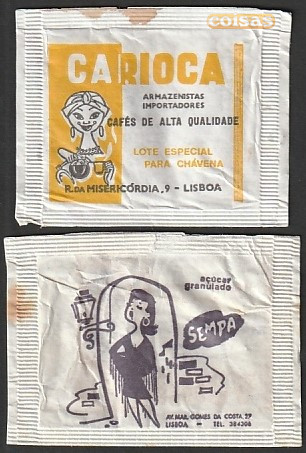 coisas
CARIOCA
ARMAZENISTAS
IMPORTADORES
CAFÉS DE ALTA QUALIDADE
LOTE ESPECIAL
PARA CHÁVENA
R. DA MISERICÓRDIA, 9 - LISBOA
açúcar
granulado
SEMPA
AV. MAR. GOMES DA COSTA, 27
LISBOA - TEL. 384308